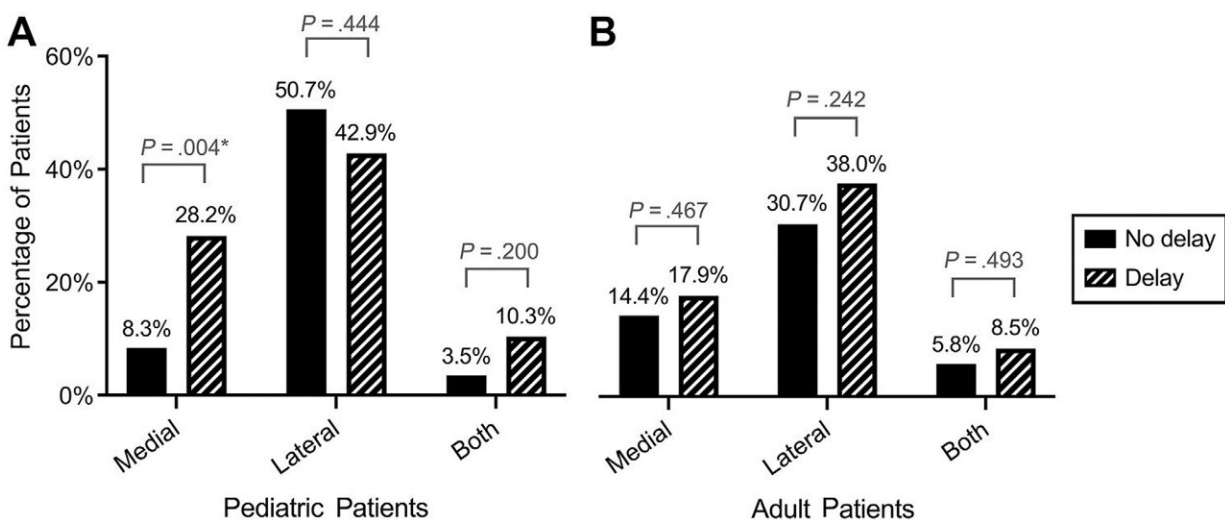 A
B
P = .444
60%
50.7%
P = .242
42.9%
P = .004*
40%
38.0%
30.7%
28.2%
P = .467
P = .200
No delay
Delay
Percentage of Patients
20%
17.9%
14.4%
P = .493
10.3%
8.3%
8.5%
5.8%
3.5%
0%
Medial
Lateral
Both
Medial
Lateral
Both
Pediatric Patients
Adult Patients